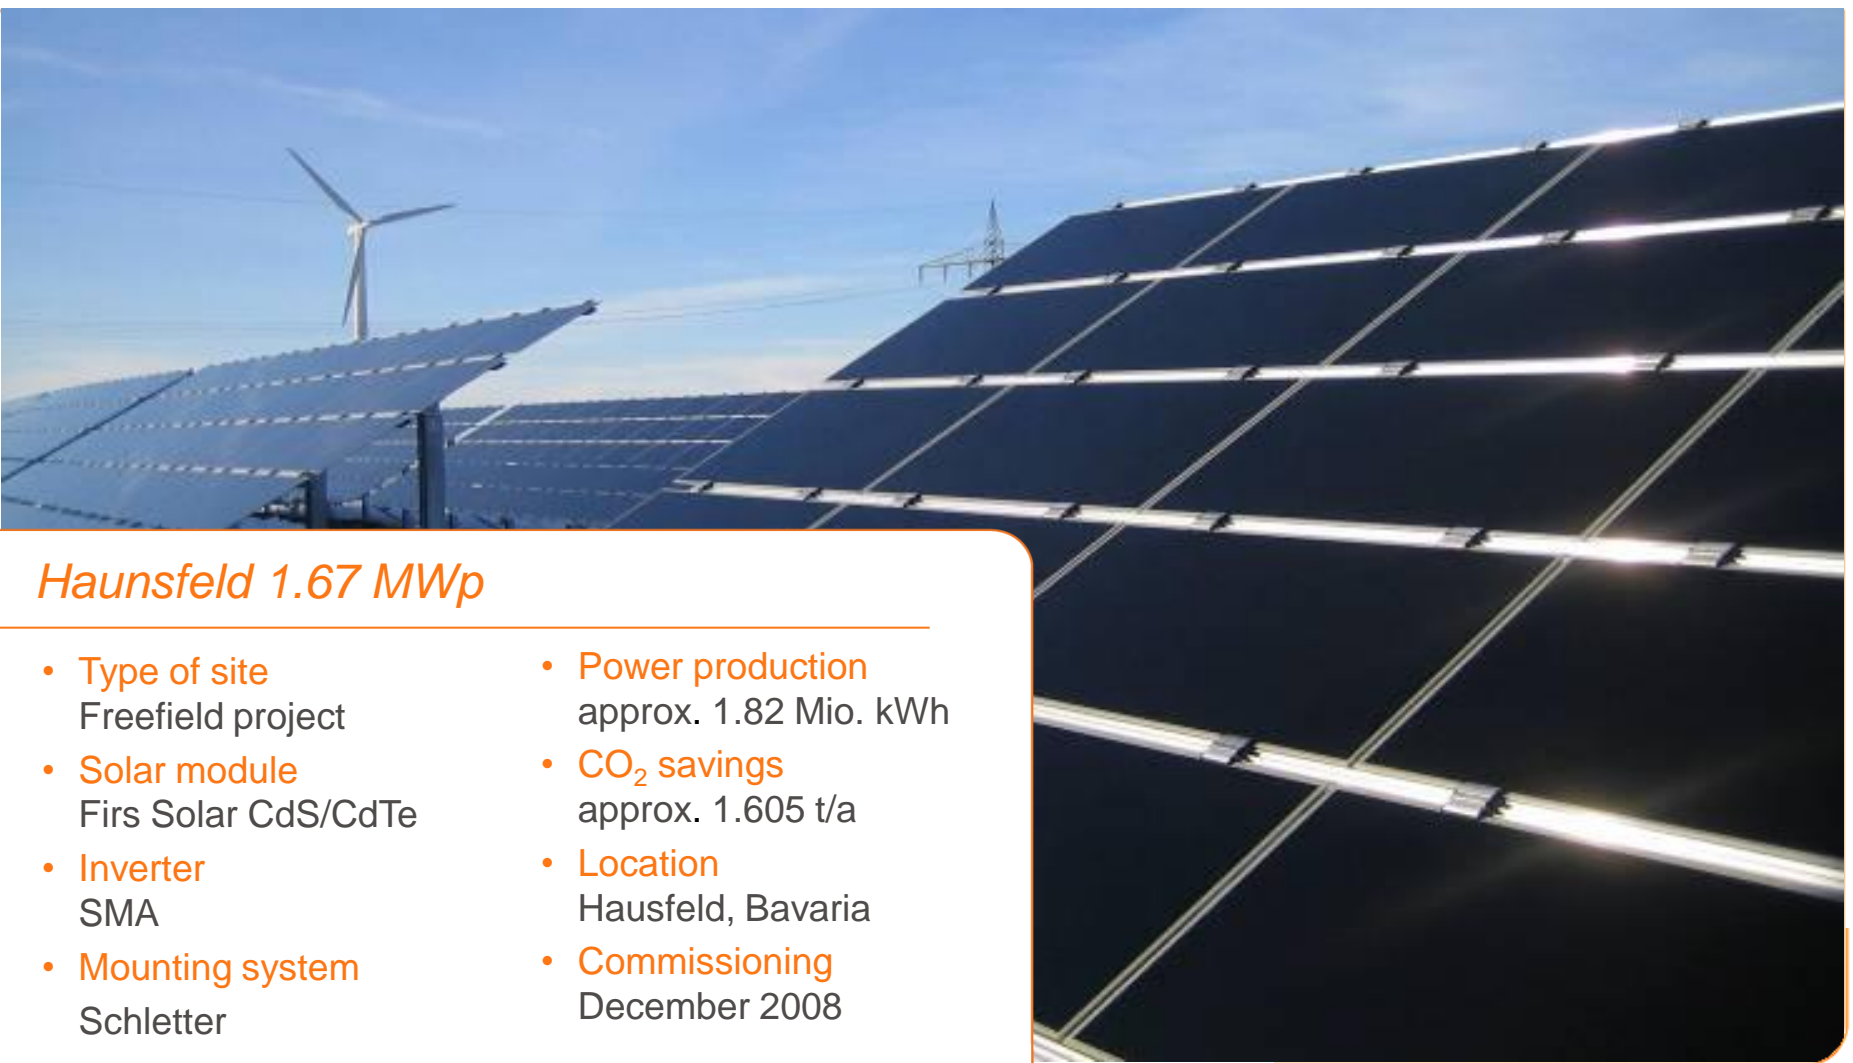 Haunsfeld 1.67 MWp
• Type of site
Freefield project
• Solar module
Firs Solar CdS/CdTe
• Inverter
SMA
• Mounting system
Schletter
• Power production
approx. 1.82 Mio. kWh
• CO₂ savings
approx. 1.605 t/a
• Location
Hausfeld, Bavaria
• Commissioning
December 2008